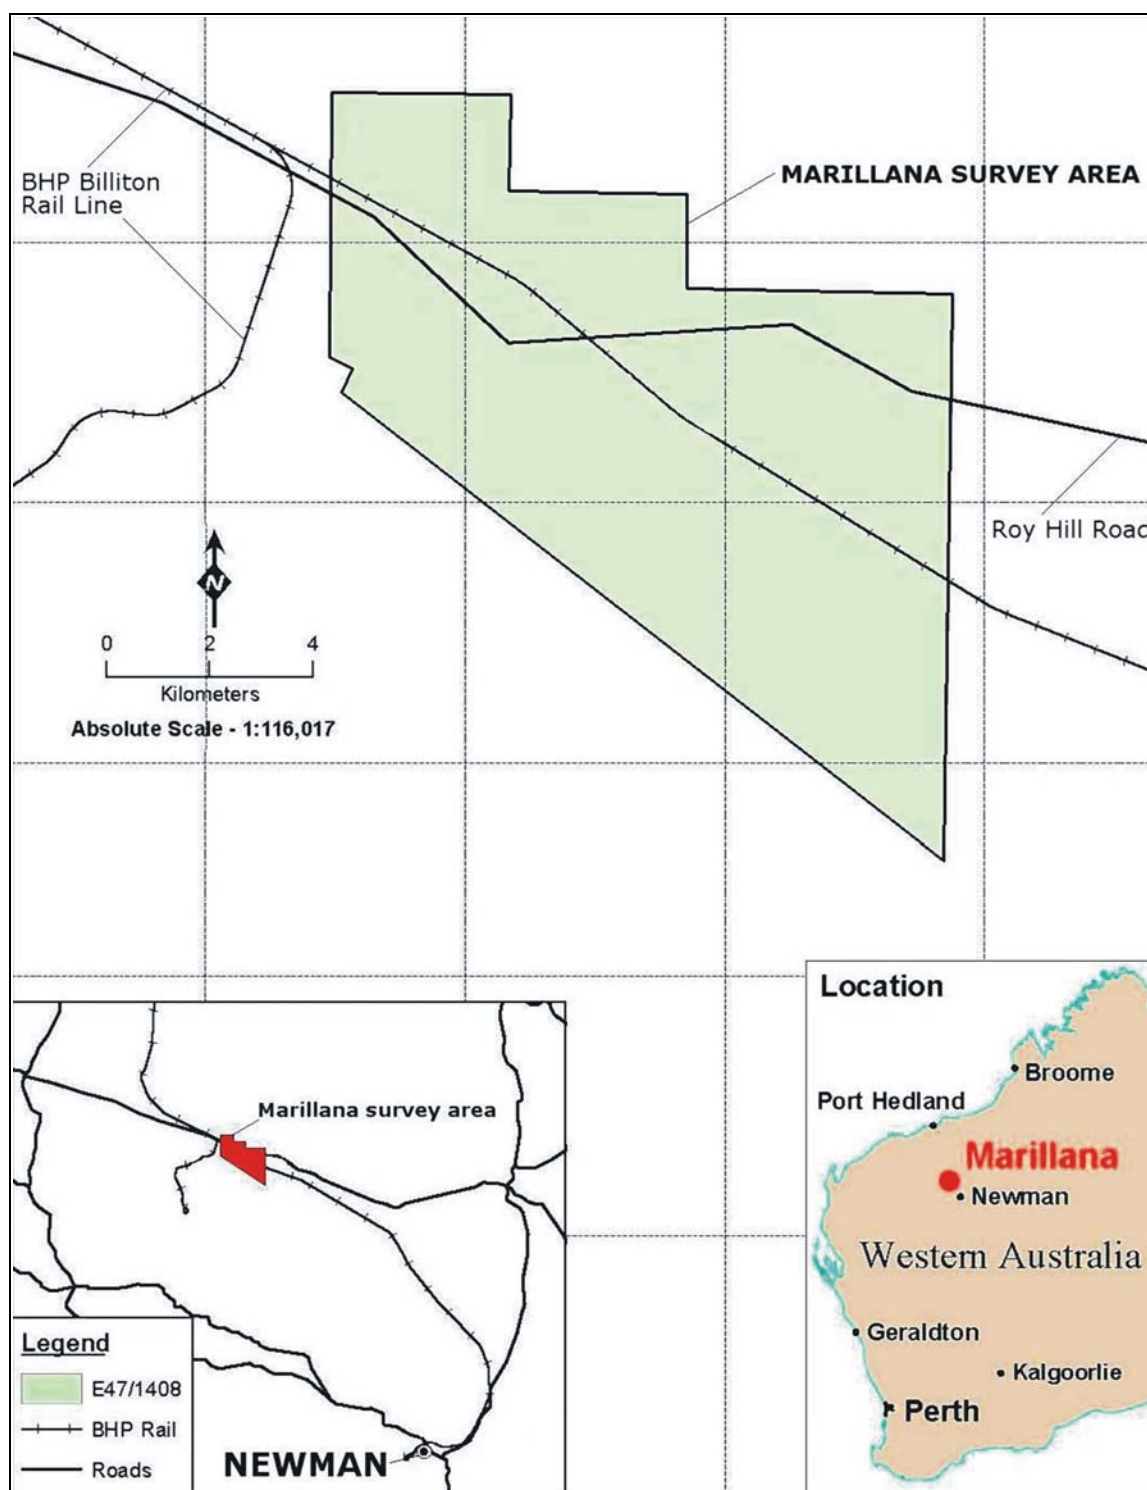 BHP Billiton
Rail Line
MARILLANA SURVEY AREA
Roy Hill Road
N
0 2 4
Kilometers
Absolute Scale - 1:116,017
Marillana survey area
NEWMAN
Legend
E47/1408
BHP Rail
Roads
Location
Broome
Port Hedland
Marillana
Newman
Western Australia
Geraldton
Kalgoorlie
Perth